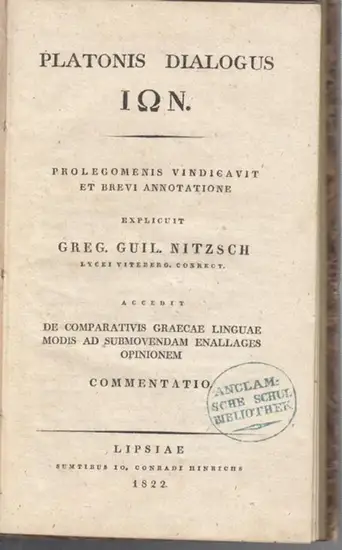 PLATONIS DIALOGUS
ΙΩΝ.
PROLEGOMENIS VINDICAVIT
ET BREVI ANNOTATIONE
EXPLICUIT
GREG. GUIL. NITZSCH
LYCEI VITEBERG. CONRECT.
ACCEDIT
DE COMPARATIVIS GRAECAE LINGUAE
MODIS AD SUBMOVENDAM ENALLAGES
OPINIONEM
COMMENTATIO
ANCLAM:
SCHE SCHUL
BIBLIOTHEK
LIPSIAE
SUMTIBUS IO. CONRADI HINRICHS
1822.